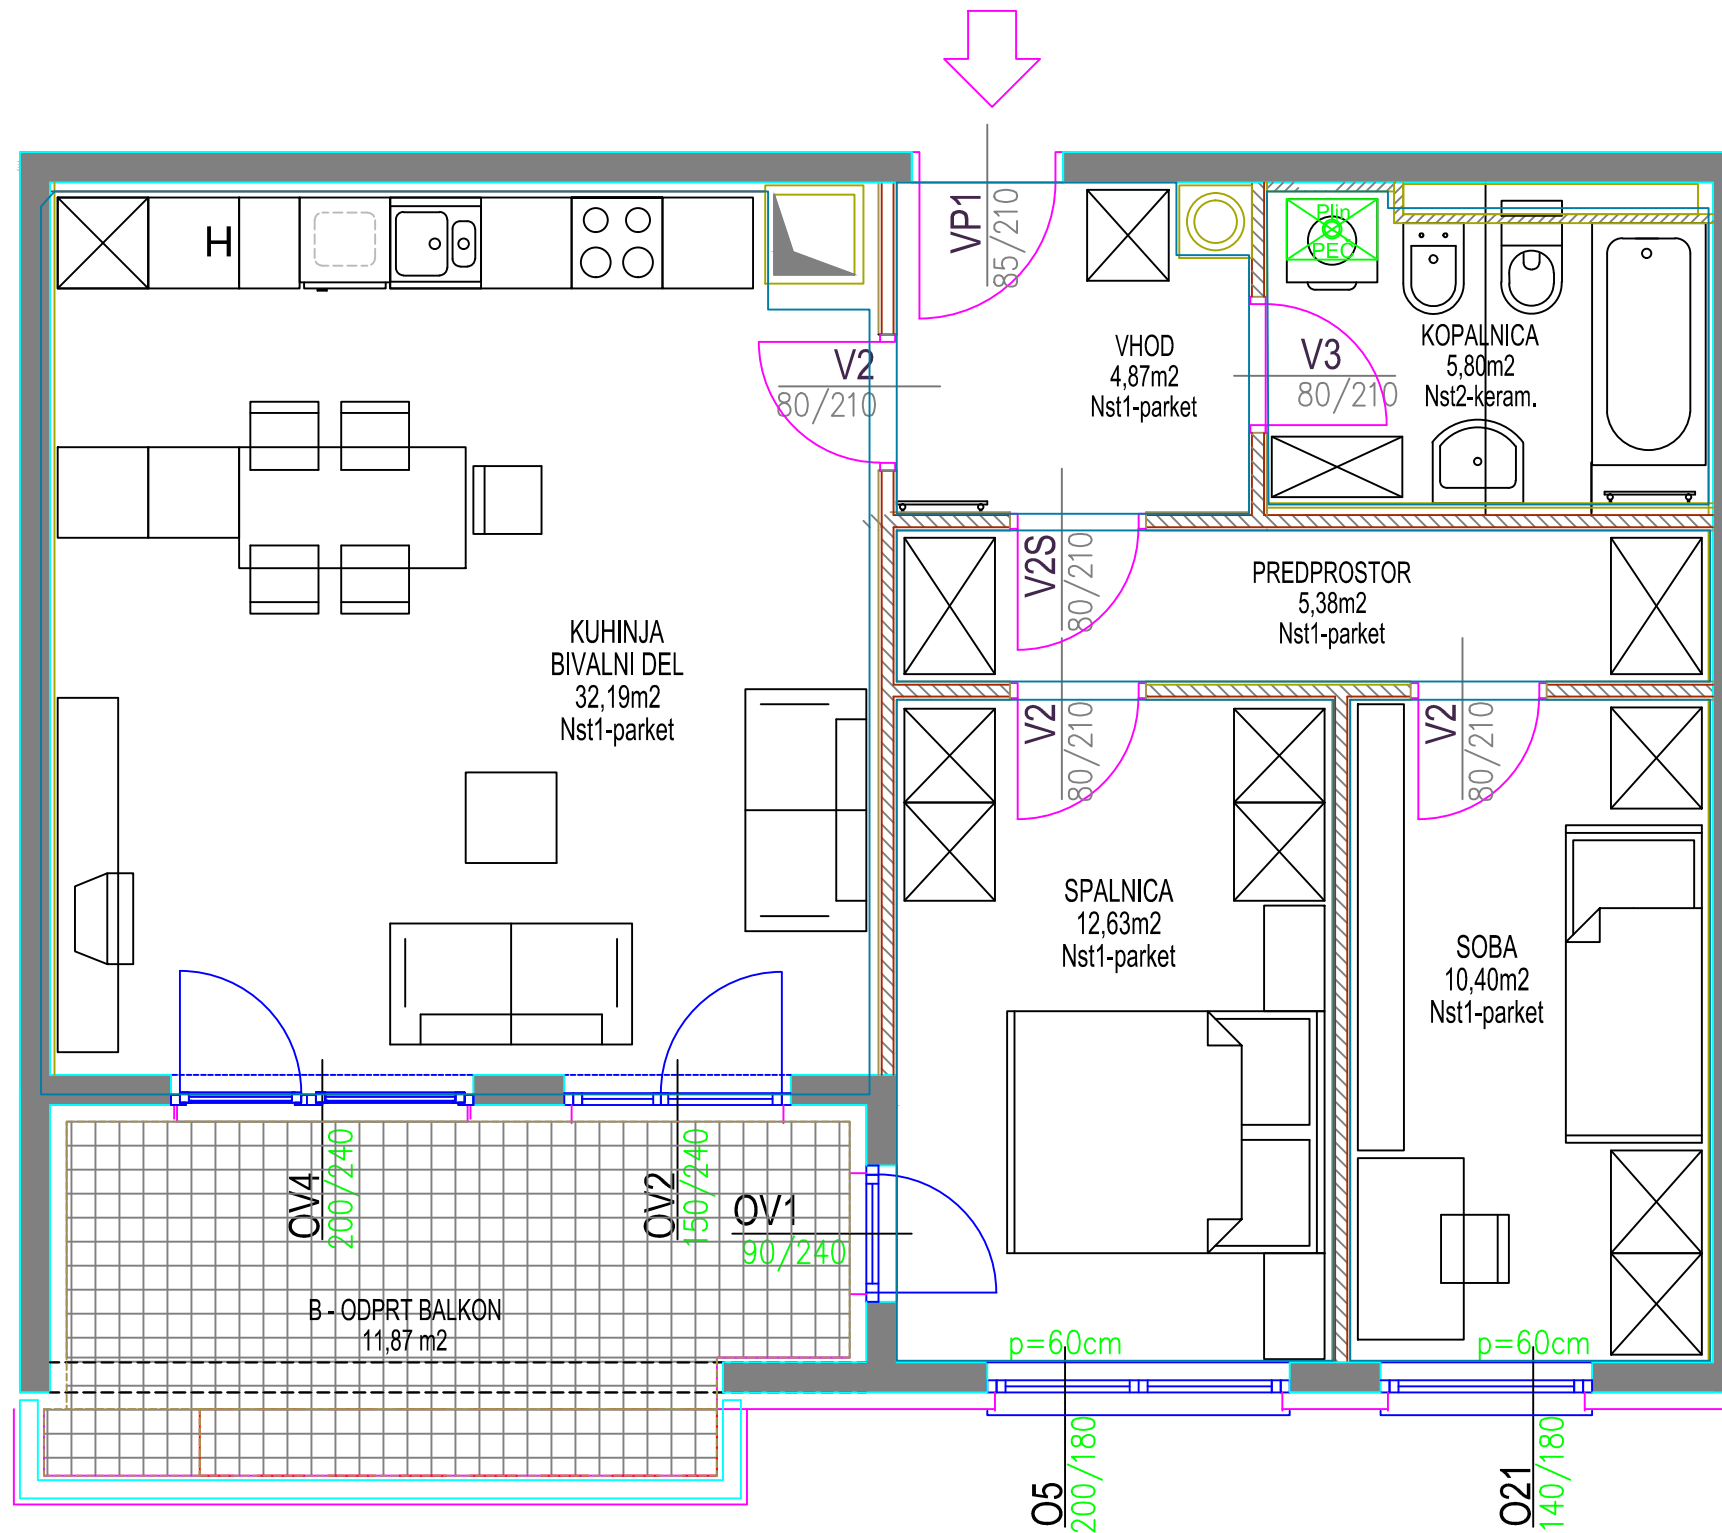 VP1
85/210
H
Plin
PEČ
V2
80/210
VHOD
4,87m2
Nst1-parket
V3
80/210
KOPALNICA
5,80m2
Nst2-keram.
V2S
80/210
PREDPROSTOR
5,38m2
Nst1-parket
KUHINJA
BIVALNI DEL
32,19m2
Nst1-parket
V2
80/210
V2
80/210
SPALNICA
12,63m2
Nst1-parket
SOBA
10,40m2
Nst1-parket
OV4
200/240
OV2
150/240
OV1
90/240
B - ODPRT BALKON
11,87 m2
p=60cm
p=60cm
O5
200/180
O21
140/180